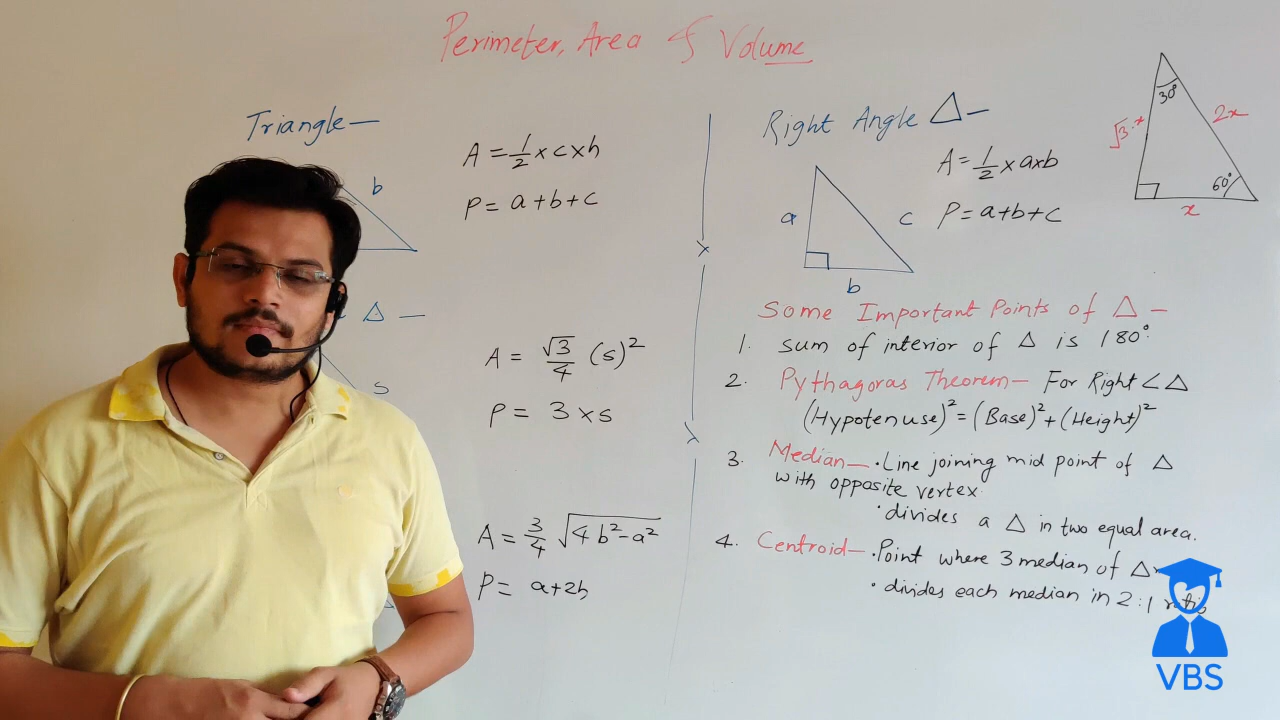 Perimeter, Area & Volume
Triangle—
b
A = 1/2 × c × h
P = a + b + c
Δ —
s
A = √3/4 (s)²
P = 3 × s
A = 3/4 √4b²-a²
P = a+2b
Right Angle Δ —
a
c
b
A = 1/2 × a×b
P = a+b+c
30°
√3·x
2x
60°
x
Some Important Points of Δ —
1. sum of interior of Δ is 180°.
2. Pythagoras Theorem— For Right ∠Δ
(Hypotenuse)² = (Base)² + (Height)²
3. Median— ·Line joining mid point of Δ
with opposite vertex.
·divides a Δ in two equal area.
4. Centroid— ·Point where 3 median of Δ
·divides each median in 2:1 ratio
VBS